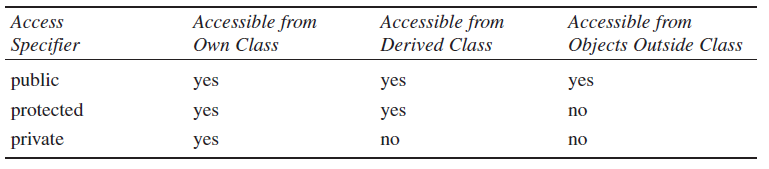 Access Accessible from Accessible from Accessible from
Specifier Own Class Derived Class Objects Outside Class
public yes yes yes
protected yes yes no
private yes no no